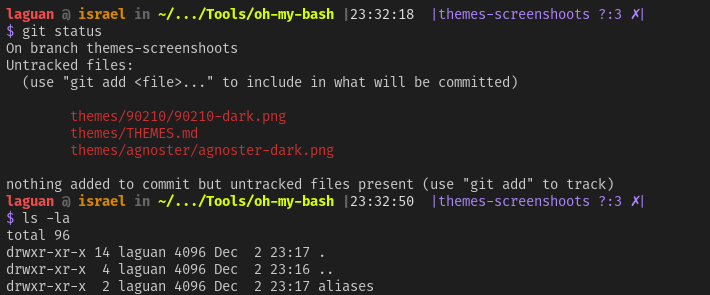 laguan @ israel in ~/.../Tools/oh-my-bash |23:32:18  |themes-screenshoots ?:3 ✗|
$ git status
On branch themes-screenshoots
Untracked files:
  (use "git add <file>..." to include in what will be committed)
        themes/90210/90210-dark.png
        themes/THEMES.md
        themes/agnoster/agnoster-dark.png
nothing added to commit but untracked files present (use "git add" to track)
laguan @ israel in ~/.../Tools/oh-my-bash |23:32:50  |themes-screenshoots ?:3 ✗|
$ ls -la
total 96
drwxr-xr-x 14 laguan 4096 Dec  2 23:17 .
drwxr-xr-x  4 laguan 4096 Dec  2 23:16 ..
drwxr-xr-x  2 laguan 4096 Dec  2 23:17 aliases